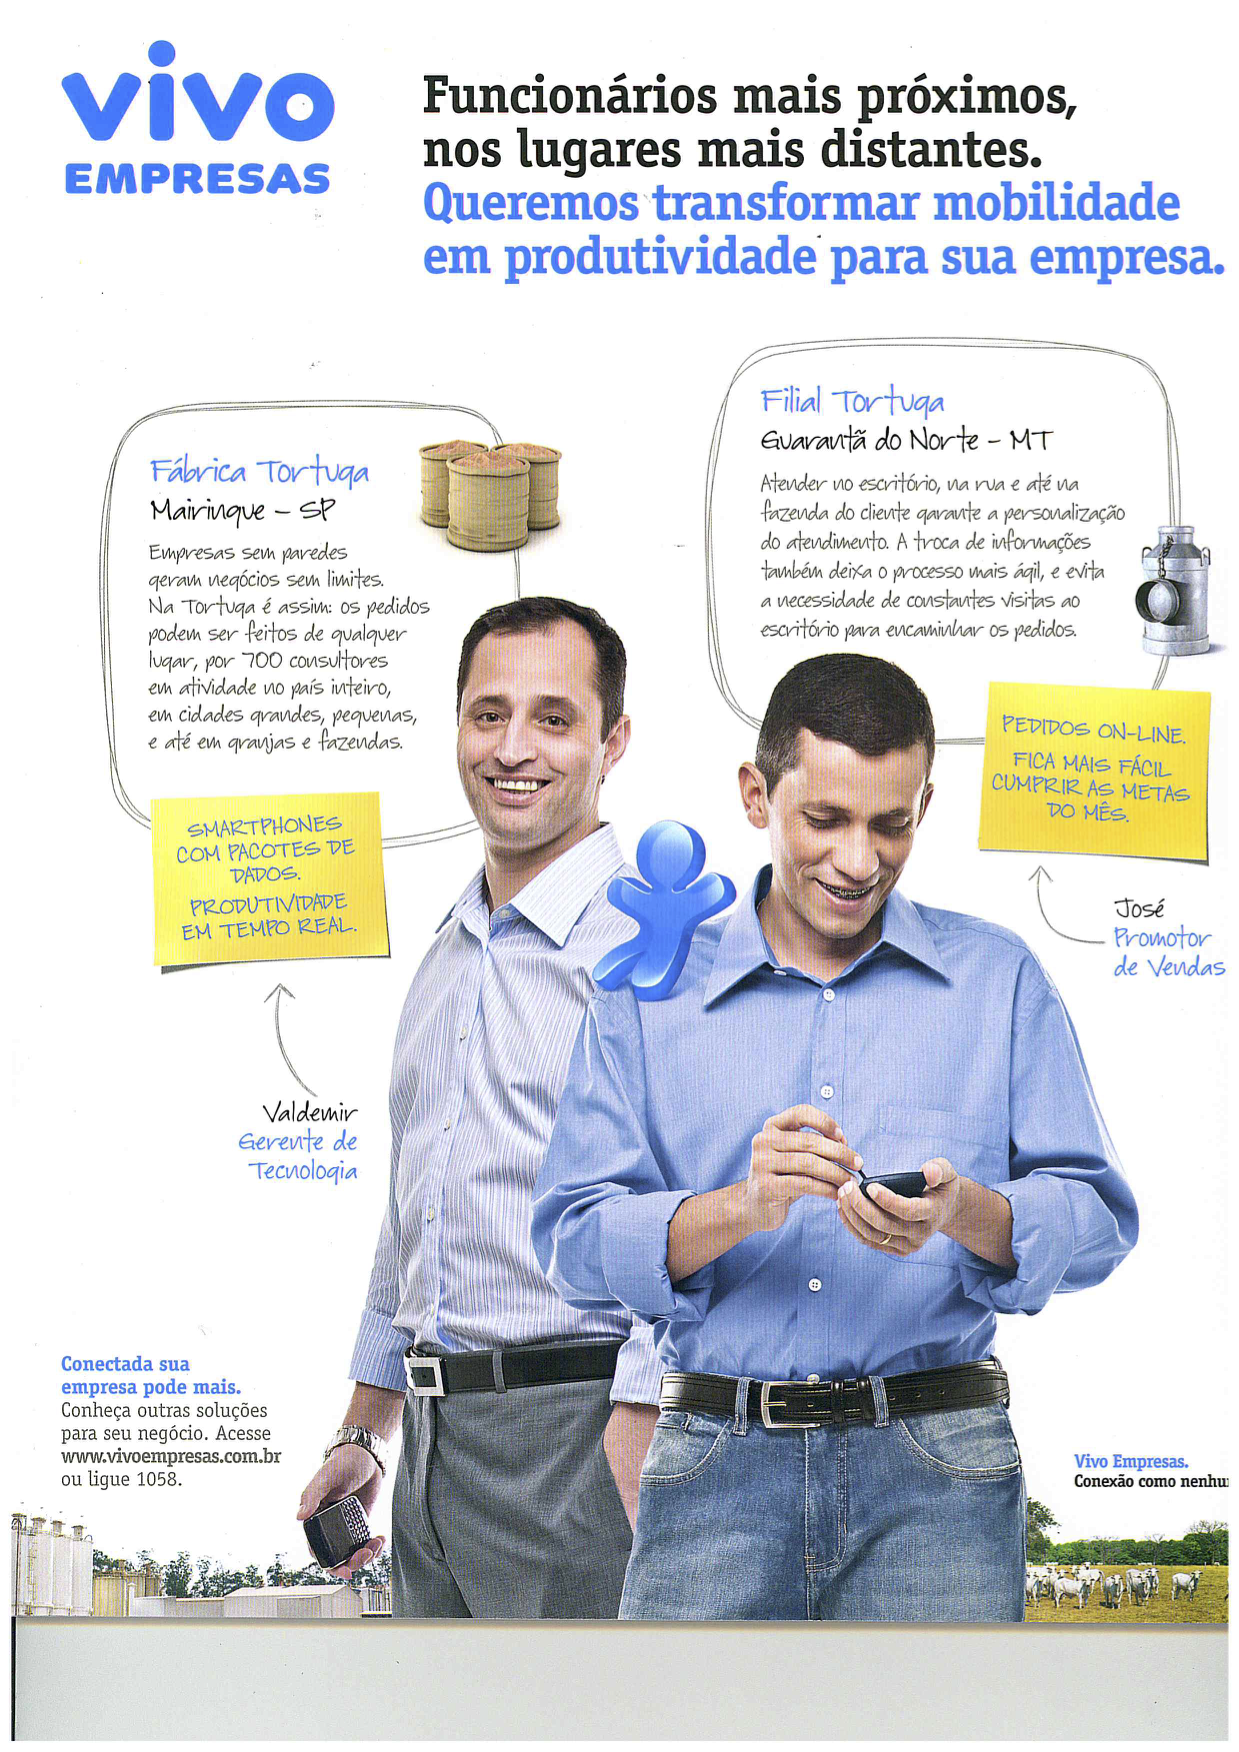 vivo
EMPRESAS
Funcionários mais próximos,
nos lugares mais distantes.
Queremos transformar mobilidade
em produtividade para sua empresa.
Fábrica Tortuga
Mairinque – SP
Empresas sem paredes
geram negócios sem limites.
Na Tortuga é assim: os pedidos
podem ser feitos de qualquer
lugar, por 700 consultores
em atividade no país inteiro,
em cidades grandes, pequenas,
e até em granjas e fazendas.
SMARTPHONES
COM PACOTES DE
DADOS.
PRODUTIVIDADE
EM TEMPO REAL.
Valdemir
Gerente de
Tecnologia
Filial Tortuga
Guarantã do Norte – MT
Atender no escritório, na rua e até na
fazenda do cliente garante a personalização
do atendimento. A troca de informações
também deixa o processo mais ágil, e evita
a necessidade de constantes visitas ao
escritório para encaminhar os pedidos.
PEDIDOS ON-LINE.
FICA MAIS FÁCIL
CUMPRIR AS METAS
DO MÊS.
José
Promotor
de Vendas
Conectada sua
empresa pode mais.
Conheça outras soluções
para seu negócio. Acesse
www.vivoempresas.com.br
ou ligue 1058.
Vivo Empresas.
Conexão como nenhu